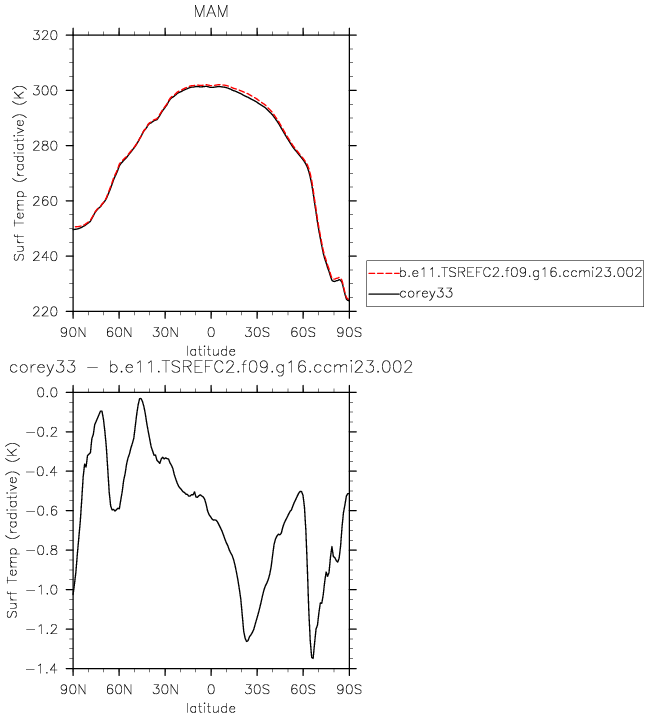 MAM
320
300
280
260
240
220
Surf Temp (radiative) (K)
90N 60N 30N 0 30S 60S 90S
latitude
b.e11.TSREFC2.f09.g16.ccmi23.002
corey33
corey33 − b.e11.TSREFC2.f09.g16.ccmi23.002
0.0
−0.2
−0.4
−0.6
−0.8
−1.0
−1.2
−1.4
Surf Temp (radiative) (K)
90N 60N 30N 0 30S 60S 90S
latitude